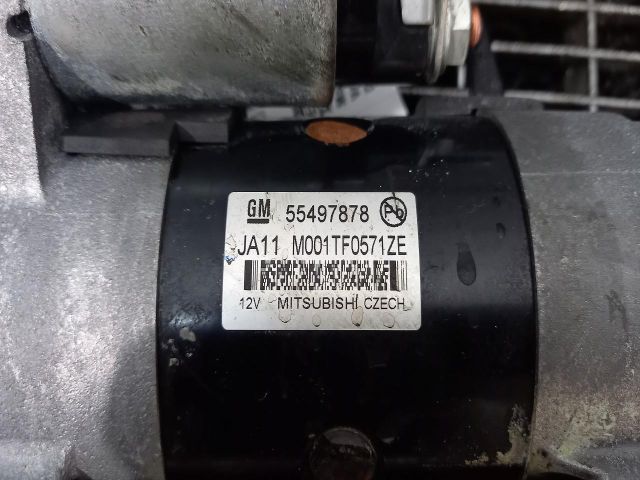 GM 55497878 Pb
JA11 M001TF0571ZE
12V MITSUBISHI CZECH